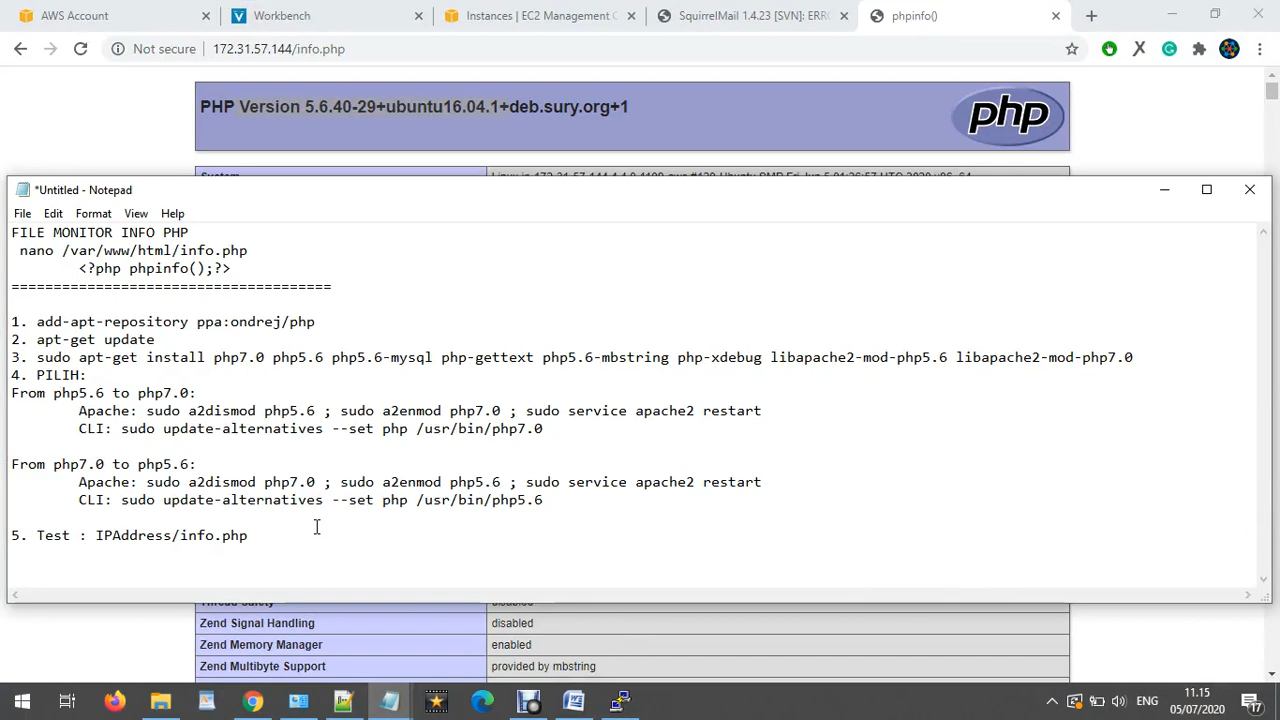 AWS Account
Workbench
Instances | EC2 Management C
SquirrelMail 1.4.23 [SVN]: ERR
phpinfo()
Not secure
172.31.57.144/info.php
PHP Version 5.6.40-29+ubuntu16.04.1+deb.sury.org+1
php
*Untitled - Notepad
File Edit Format View Help
FILE MONITOR INFO PHP
nano /var/www/html/info.php
<?php phpinfo();?>
======================================
1. add-apt-repository ppa:ondrej/php
2. apt-get update
3. sudo apt-get install php7.0 php5.6 php5.6-mysql php-gettext php5.6-mbstring php-xdebug libapache2-mod-php5.6 libapache2-mod-php7.0
4. PILIH:
From php5.6 to php7.0:
Apache: sudo a2dismod php5.6 ; sudo a2enmod php7.0 ; sudo service apache2 restart
CLI: sudo update-alternatives --set php /usr/bin/php7.0
From php7.0 to php5.6:
Apache: sudo a2dismod php7.0 ; sudo a2enmod php5.6 ; sudo service apache2 restart
CLI: sudo update-alternatives --set php /usr/bin/php5.6
5. Test : IPAddress/info.php
Zend Signal Handling disabled
Zend Memory Manager enabled
Zend Multibyte Support provided by mbstring
ENG
11.15
05/07/2020
17